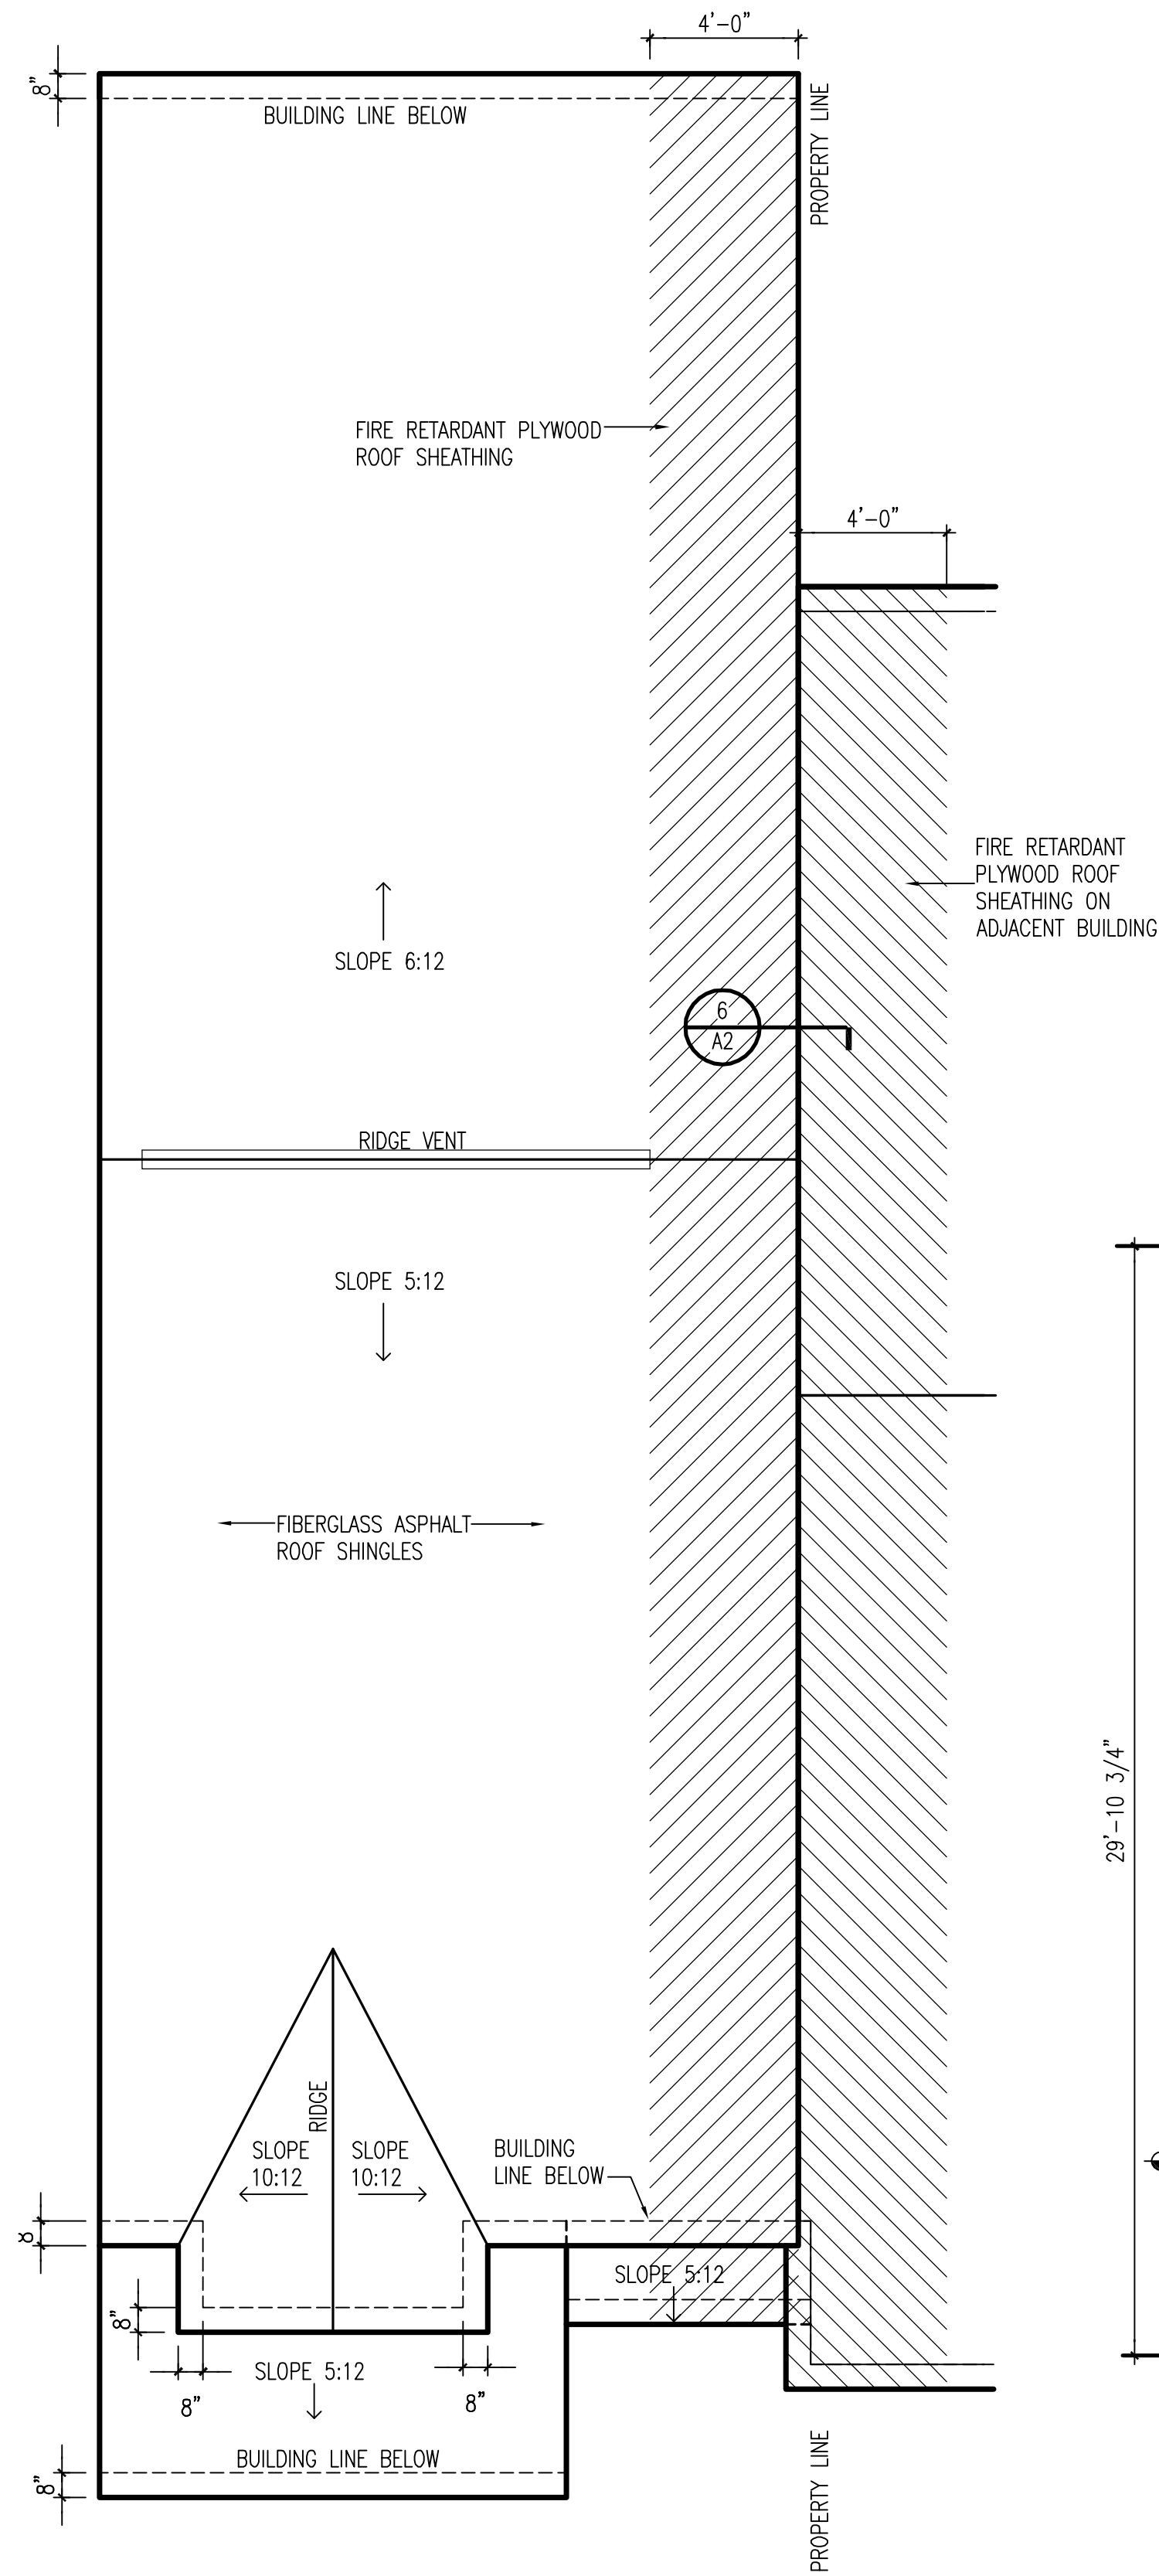 4'-0"
8"
BUILDING LINE BELOW
PROPERTY LINE
FIRE RETARDANT PLYWOOD
ROOF SHEATHING
4'-0"
FIRE RETARDANT
PLYWOOD ROOF
SHEATHING ON
ADJACENT BUILDING
SLOPE 6:12
6
A2
RIDGE VENT
SLOPE 5:12
FIBERGLASS ASPHALT
ROOF SHINGLES
29'-10 3/4"
RIDGE
SLOPE
10:12
SLOPE
10:12
BUILDING
LINE BELOW
8
SLOPE 5:12
8"
SLOPE 5:12
8"
8"
BUILDING LINE BELOW
8"
PROPERTY LINE